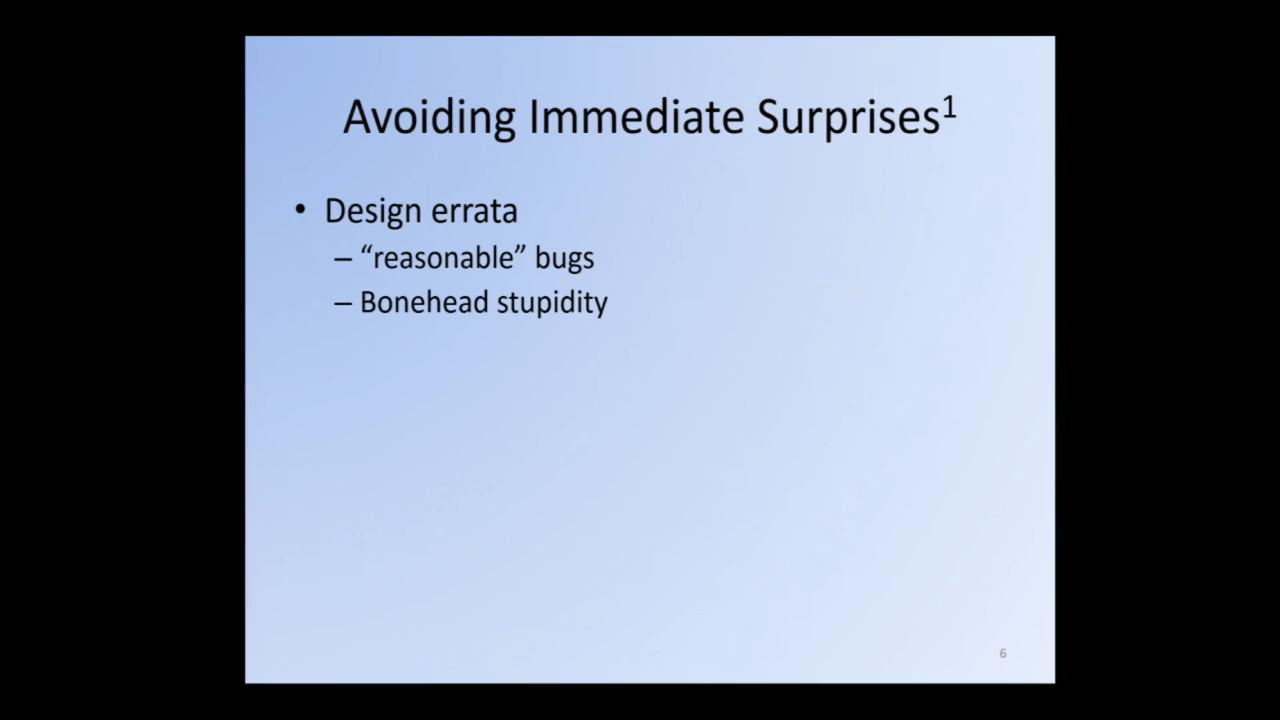 Avoiding Immediate Surprises¹
• Design errata
– “reasonable” bugs
– Bonehead stupidity
6